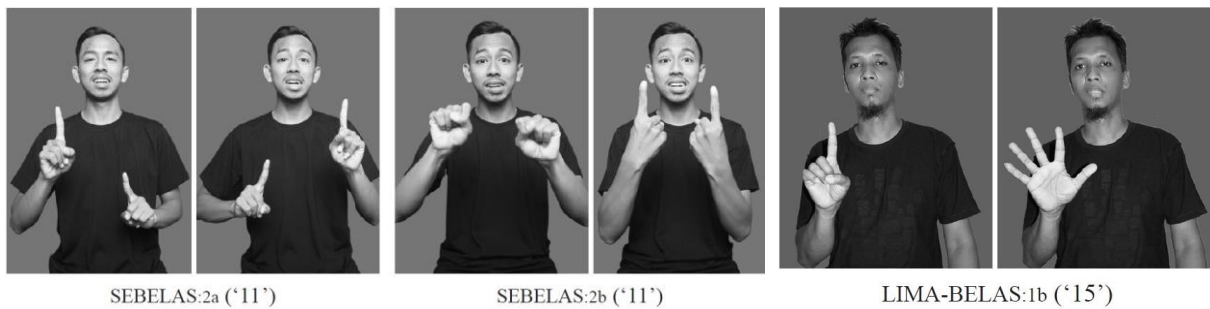 SEBELAS:2a (‘11’)
SEBELAS:2b (‘11’)
LIMA-BELAS:1b (‘15’)